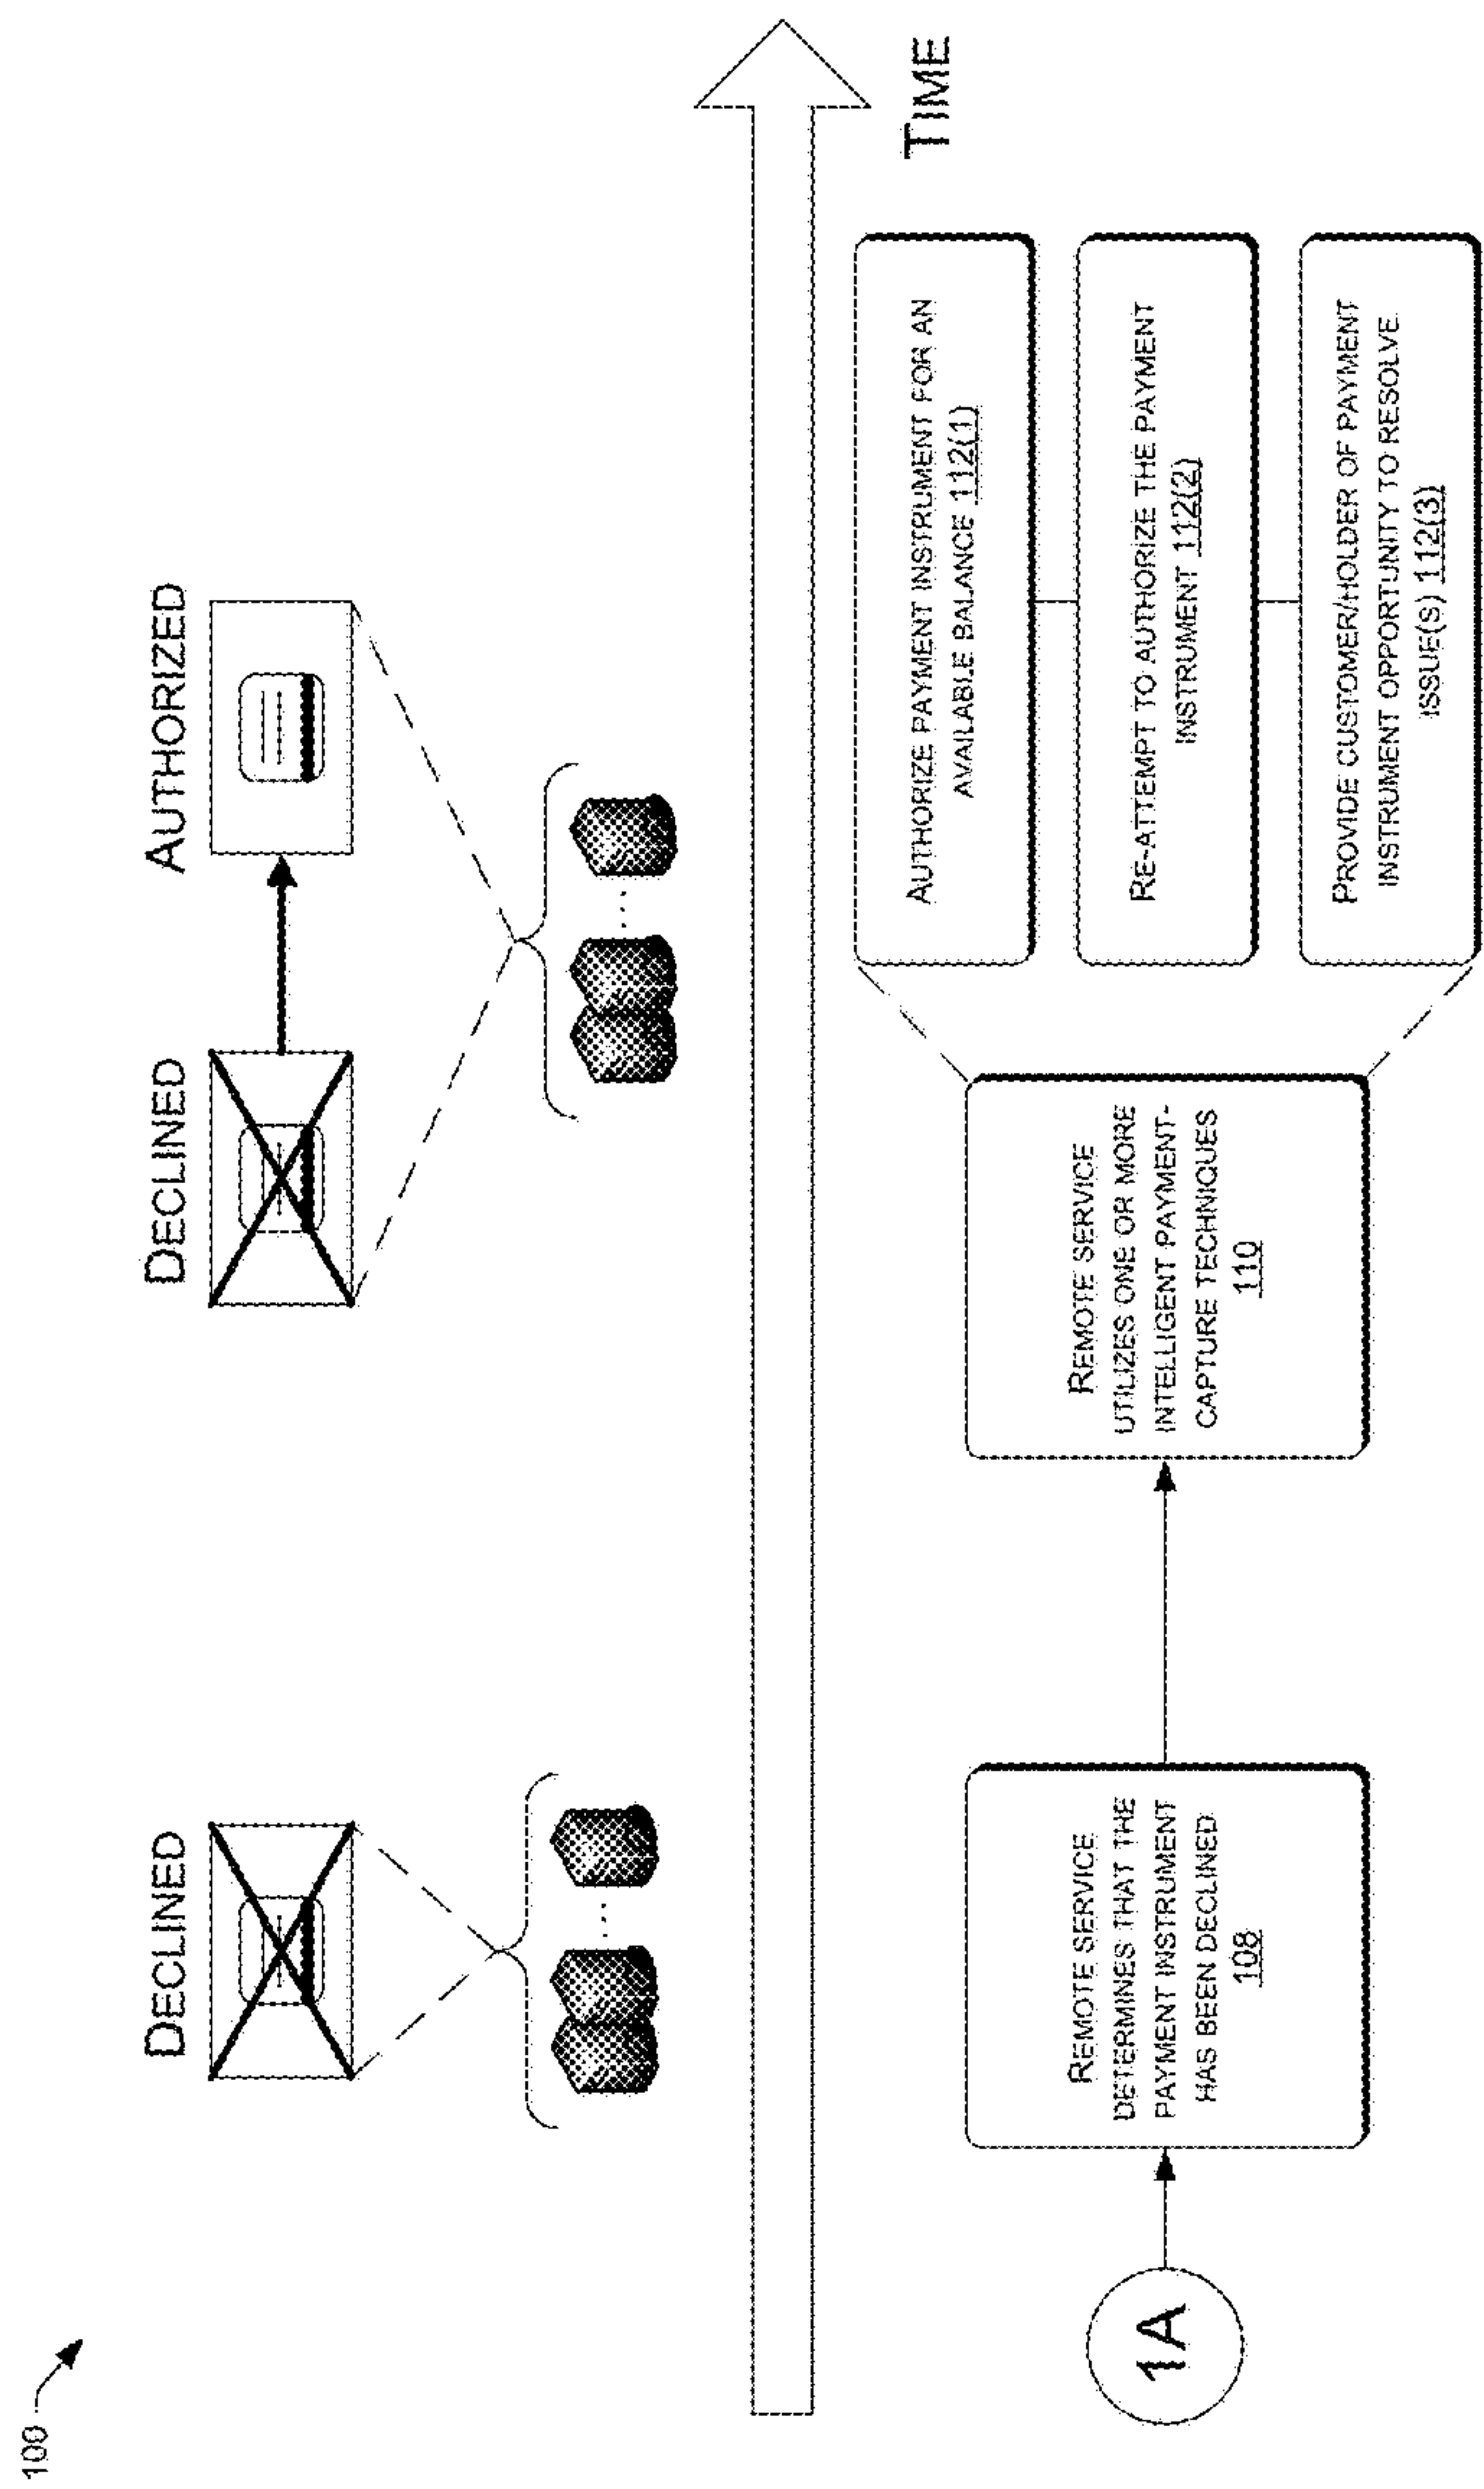 100
DECLINED
DECLINED
AUTHORIZED
TIME
1A
REMOTE SERVICE
DETERMINES THAT THE
PAYMENT INSTRUMENT
HAS BEEN DECLINED
108
REMOTE SERVICE
UTILIZES ONE OR MORE
INTELLIGENT PAYMENT-
CAPTURE TECHNIQUES
110
AUTHORIZE PAYMENT INSTRUMENT FOR AN
AVAILABLE BALANCE 112(1)
RE-ATTEMPT TO AUTHORIZE THE PAYMENT
INSTRUMENT 112(2)
PROVIDE CUSTOMER/HOLDER OF PAYMENT
INSTRUMENT OPPORTUNITY TO RESOLVE
ISSUE(S) 112(3)